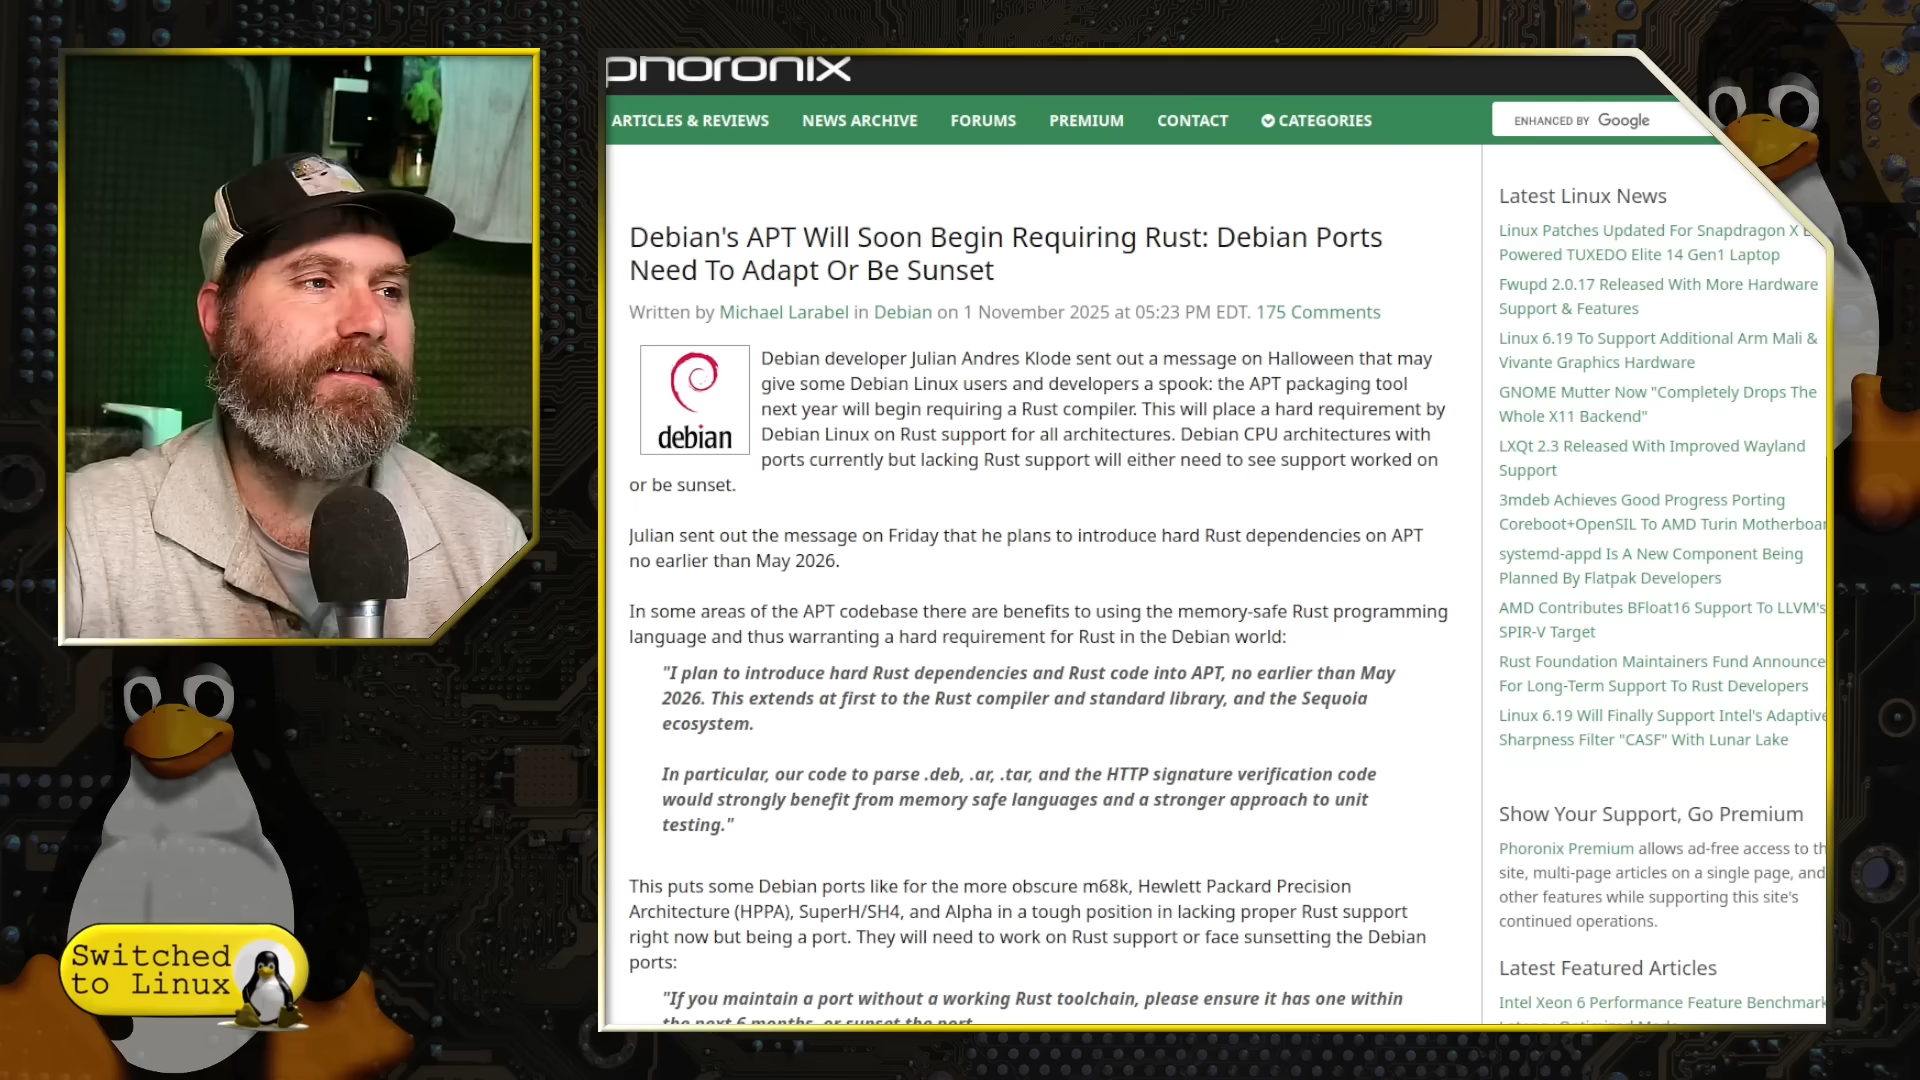 phoronix
ARTICLES & REVIEWS NEWS ARCHIVE FORUMS PREMIUM CONTACT CATEGORIES
ENHANCED BY Google
Debian's APT Will Soon Begin Requiring Rust: Debian Ports
Need To Adapt Or Be Sunset
Written by Michael Larabel in Debian on 1 November 2025 at 05:23 PM EDT. 175 Comments
debian
Debian developer Julian Andres Klode sent out a message on Halloween that may
give some Debian Linux users and developers a spook: the APT packaging tool
next year will begin requiring a Rust compiler. This will place a hard requirement by
Debian Linux on Rust support for all architectures. Debian CPU architectures with
ports currently but lacking Rust support will either need to see support worked on
or be sunset.
Julian sent out the message on Friday that he plans to introduce hard Rust dependencies on APT
no earlier than May 2026.
In some areas of the APT codebase there are benefits to using the memory-safe Rust programming
language and thus warranting a hard requirement for Rust in the Debian world:
"I plan to introduce hard Rust dependencies and Rust code into APT, no earlier than May
2026. This extends at first to the Rust compiler and standard library, and the Sequoia
ecosystem.
In particular, our code to parse .deb, .ar, .tar, and the HTTP signature verification code
would strongly benefit from memory safe languages and a stronger approach to unit
testing."
This puts some Debian ports like for the more obscure m68k, Hewlett Packard Precision
Architecture (HPPA), SuperH/SH4, and Alpha in a tough position in lacking proper Rust support
right now but being a port. They will need to work on Rust support or face sunsetting the Debian
ports:
"If you maintain a port without a working Rust toolchain, please ensure it has one within
the next 6 months, or sunset the port.
Latest Linux News
Linux Patches Updated For Snapdragon X
Powered TUXEDO Elite 14 Gen1 Laptop
Fwupd 2.0.17 Released With More Hardware
Support & Features
Linux 6.19 To Support Additional Arm Mali &
Vivante Graphics Hardware
GNOME Mutter Now "Completely Drops The
Whole X11 Backend"
LXQt 2.3 Released With Improved Wayland
Support
3mdeb Achieves Good Progress Porting
Coreboot+OpenSIL To AMD Turin Motherboar
systemd-appd Is A New Component Being
Planned By Flatpak Developers
AMD Contributes BFloat16 Support To LLVM's
SPIR-V Target
Rust Foundation Maintainers Fund Announce
For Long-Term Support To Rust Developers
Linux 6.19 Will Finally Support Intel's Adaptive
Sharpness Filter "CASF" With Lunar Lake
Show Your Support, Go Premium
Phoronix Premium allows ad-free access to th
site, multi-page articles on a single page, and
other features while supporting this site's
continued operations.
Latest Featured Articles
Intel Xeon 6 Performance Feature Benchmark
Switched
to Linux